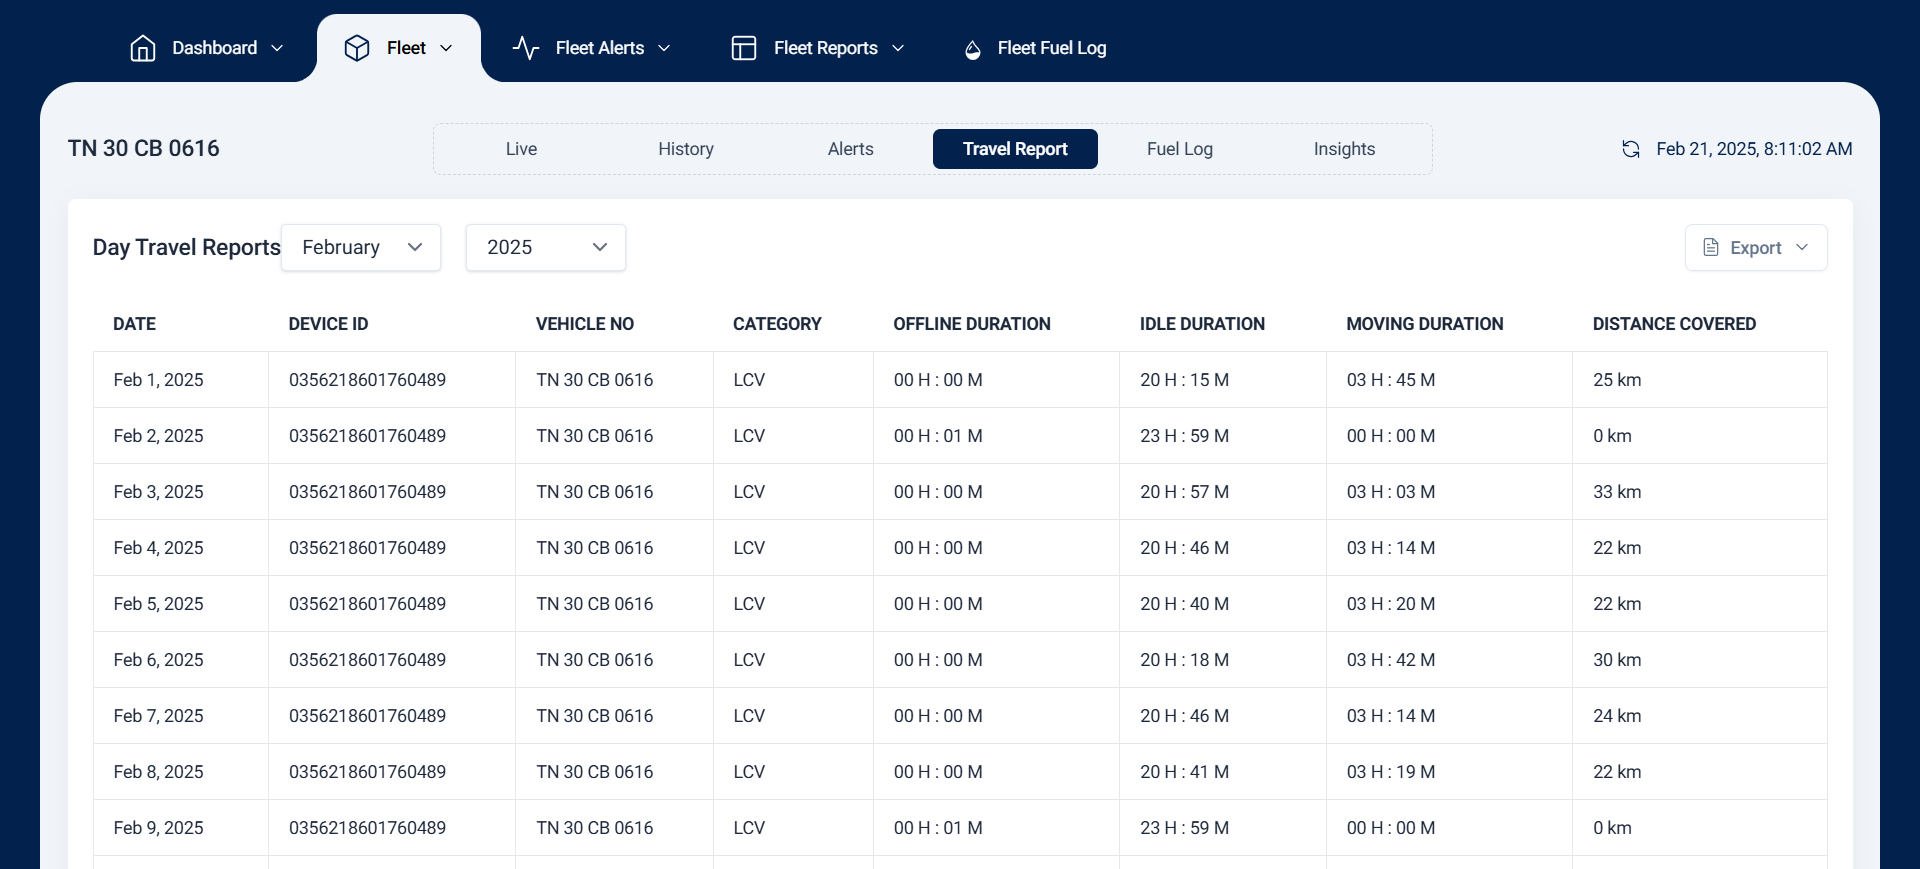 Dashboard Fleet Fleet Alerts Fleet Reports Fleet Fuel Log
TN 30 CB 0616 Live History Alerts Travel Report Fuel Log Insights Feb 21, 2025, 8:11:02 AM
Day Travel Reports February 2025 Export
DATE DEVICE ID VEHICLE NO CATEGORY OFFLINE DURATION IDLE DURATION MOVING DURATION DISTANCE COVERED
Feb 1, 2025 0356218601760489 TN 30 CB 0616 LCV 00 H : 00 M 20 H : 15 M 03 H : 45 M 25 km
Feb 2, 2025 0356218601760489 TN 30 CB 0616 LCV 00 H : 01 M 23 H : 59 M 00 H : 00 M 0 km
Feb 3, 2025 0356218601760489 TN 30 CB 0616 LCV 00 H : 00 M 20 H : 57 M 03 H : 03 M 33 km
Feb 4, 2025 0356218601760489 TN 30 CB 0616 LCV 00 H : 00 M 20 H : 46 M 03 H : 14 M 22 km
Feb 5, 2025 0356218601760489 TN 30 CB 0616 LCV 00 H : 00 M 20 H : 40 M 03 H : 20 M 22 km
Feb 6, 2025 0356218601760489 TN 30 CB 0616 LCV 00 H : 00 M 20 H : 18 M 03 H : 42 M 30 km
Feb 7, 2025 0356218601760489 TN 30 CB 0616 LCV 00 H : 00 M 20 H : 46 M 03 H : 14 M 24 km
Feb 8, 2025 0356218601760489 TN 30 CB 0616 LCV 00 H : 00 M 20 H : 41 M 03 H : 19 M 22 km
Feb 9, 2025 0356218601760489 TN 30 CB 0616 LCV 00 H : 01 M 23 H : 59 M 00 H : 00 M 0 km